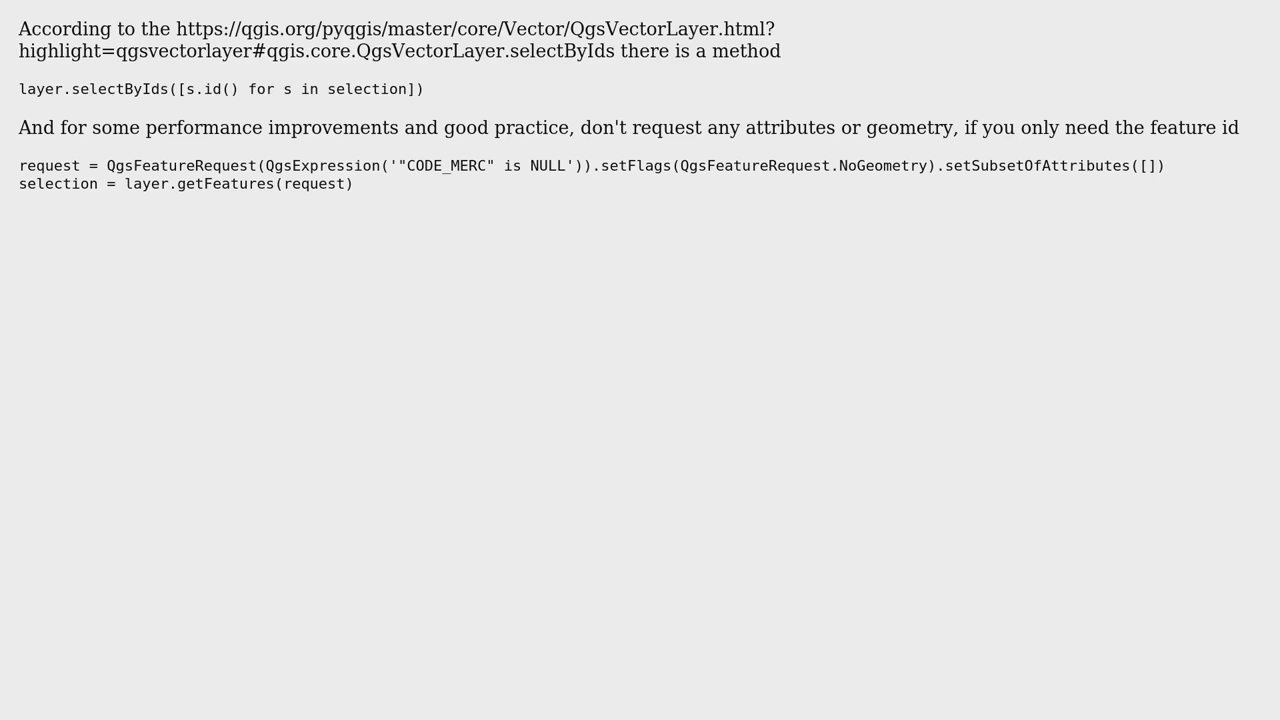 According to the https://qgis.org/pyqgis/master/core/Vector/QgsVectorLayer.html?
highlight=qgsvectorlayer#qgis.core.QgsVectorLayer.selectByIds there is a method
layer.selectByIds([s.id() for s in selection])
And for some performance improvements and good practice, don't request any attributes or geometry, if you only need the feature id
request = QgsFeatureRequest(QgsExpression('"CODE_MERC" is NULL')).setFlags(QgsFeatureRequest.NoGeometry).setSubsetOfAttributes([])
selection = layer.getFeatures(request)